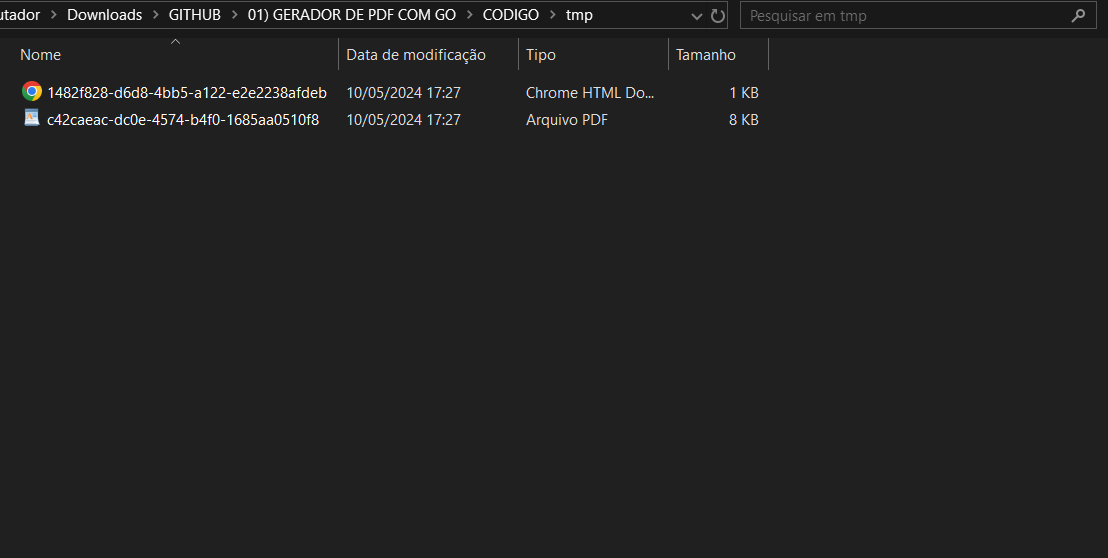 utador > Downloads > GITHUB > 01) GERADOR DE PDF COM GO > CODIGO > tmp Pesquisar em tmp
Nome Data de modificação Tipo Tamanho
1482f828-d6d8-4bb5-a122-e2e2238afdeb 10/05/2024 17:27 Chrome HTML Do... 1 KB
c42caeac-dc0e-4574-b4f0-1685aa0510f8 10/05/2024 17:27 Arquivo PDF 8 KB